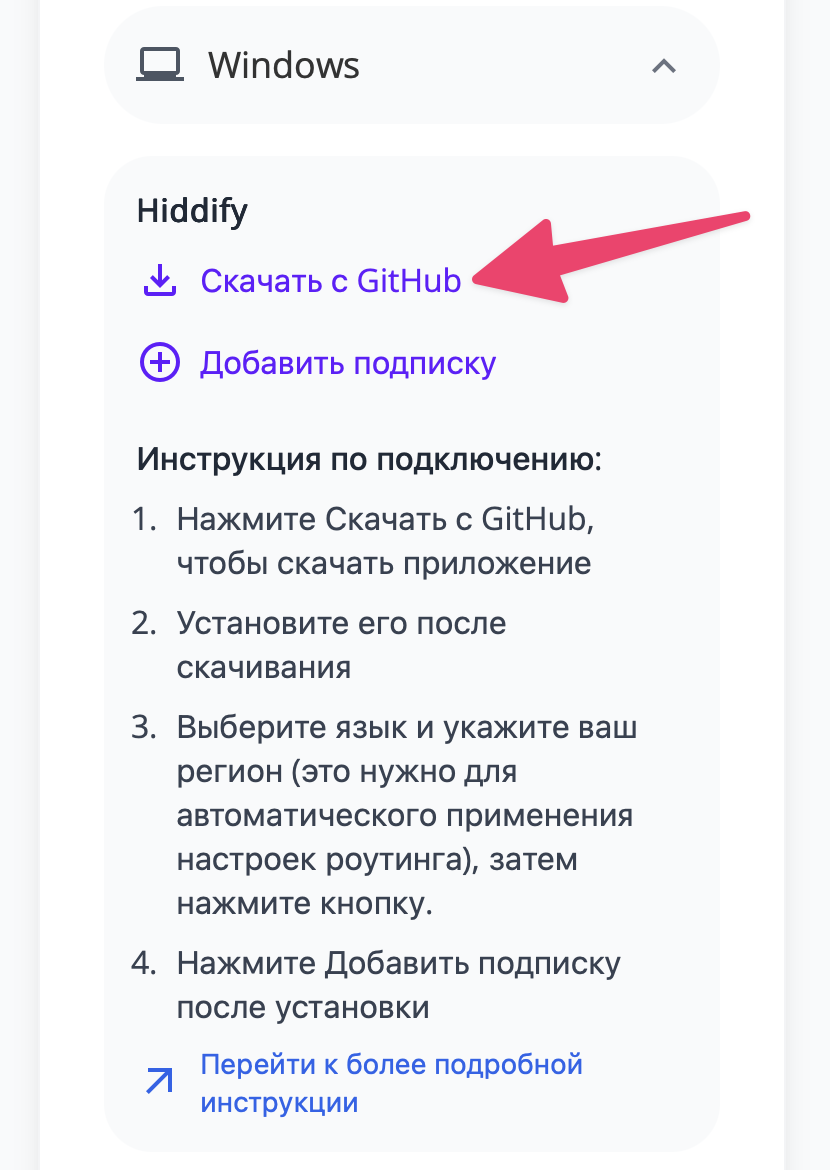 Windows
Hiddify
Скачать с GitHub
Добавить подписку
Инструкция по подключению:
1. Нажмите Скачать с GitHub,
чтобы скачать приложение
2. Установите его после
скачивания
3. Выберите язык и укажите ваш
регион (это нужно для
автоматического применения
настроек роутинга), затем
нажмите кнопку.
4. Нажмите Добавить подписку
после установки
Перейти к более подробной
инструкции